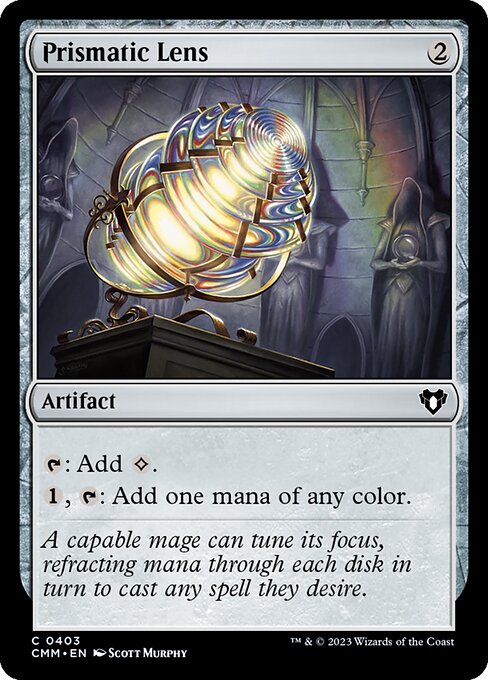 Prismatic Lens 2
Artifact
: Add .
1, : Add one mana of any color.
A capable mage can tune its focus,
refracting mana through each disk in
turn to cast any spell they desire.
C 0403
CMM • EN Scott Murphy
™ & © 2023 Wizards of the Coast